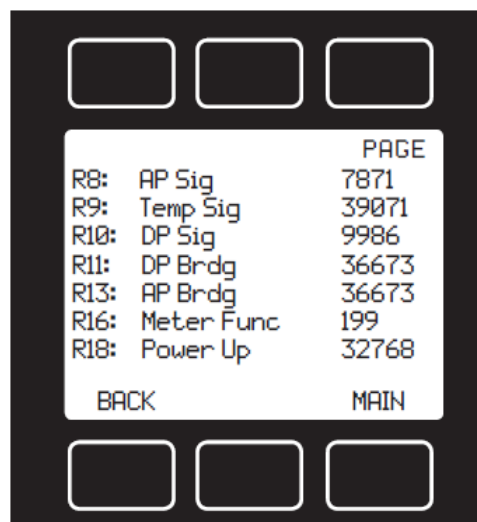 PAGE
R8: AP Sig 7871
R9: Temp Sig 39071
R10: DP Sig 9986
R11: DP Brdg 36673
R13: AP Brdg 36673
R16: Meter Func 199
R18: Power Up 32768
BACK MAIN